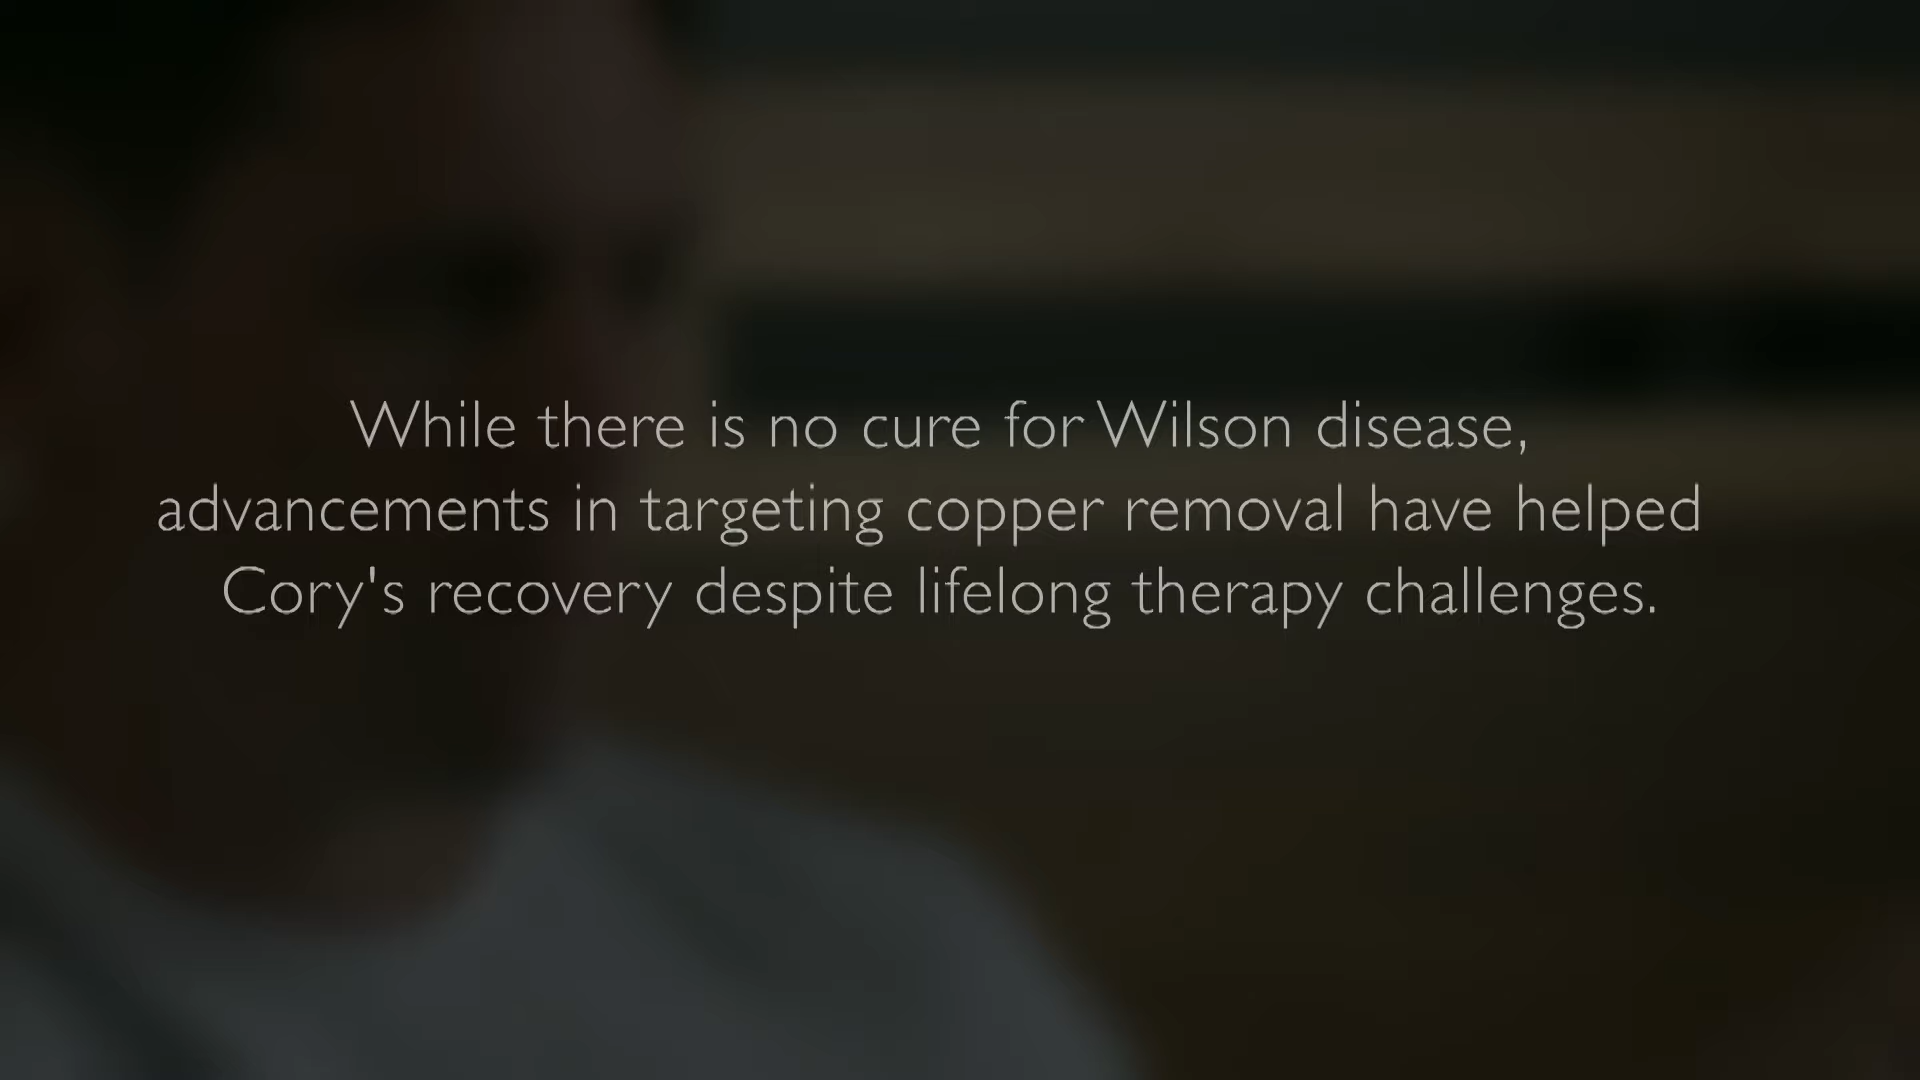 While there is no cure for Wilson disease,
advancements in targeting copper removal have helped
Cory's recovery despite lifelong therapy challenges.